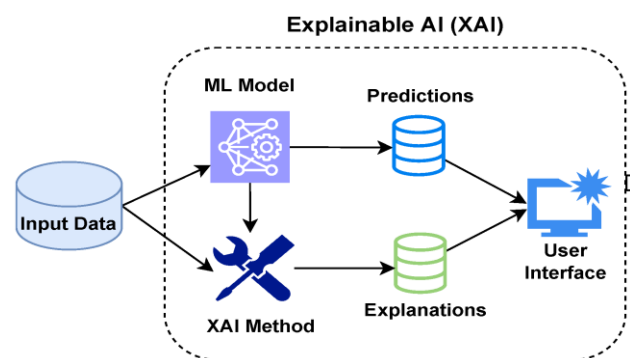 Explainable AI (XAI)
ML Model
Predictions
Input Data
User
Interface
XAI Method
Explanations